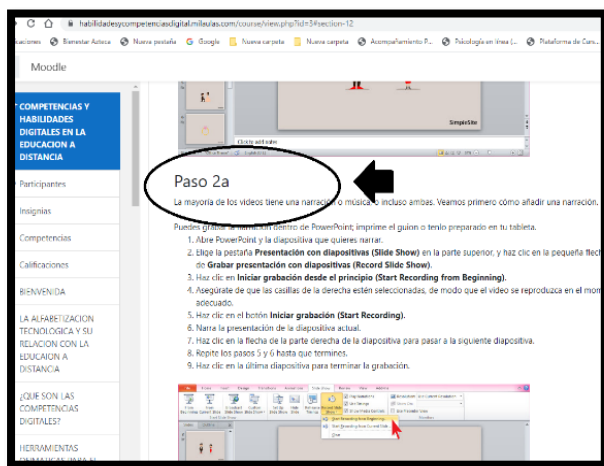 habilidadesycompetenciasdigital.milaulas.com/course/view.php?id=3#section-12
Bienestar Azteca Nueva pestaña Google Nueva carpeta Nueva carpeta Acompañamiento P... Psicología en línea (... Plataforma de Curs...
Moodle
COMPETENCIAS Y
HABILIDADES
DIGITALES EN LA
EDUCACION A
DISTANCIA
Participantes
Insignias
Competencias
Calificaciones
BIENVENIDA
LA ALFABETIZACION
TECNOLOGICA Y SU
RELACION CON LA
EDUCAION A
DISTANCIA
¿QUE SON LAS
COMPETENCIAS
DIGITALES?
HERRAMIENTAS
SimpleSite
Click to add notes
Paso 2a
La mayoría de los videos tiene una narración o música, o incluso ambas. Veamos primero cómo añadir una narración.
Puedes grabar la narración dentro de PowerPoint; imprime el guion o tenlo preparado en tu tableta.
1. Abre PowerPoint y la diapositiva que quieres narrar.
2. Elige la pestaña Presentación con diapositivas (Slide Show) en la parte superior, y haz clic en la pequeña flech
de Grabar presentación con diapositivas (Record Slide Show).
3. Haz clic en Iniciar grabación desde el principio (Start Recording from Beginning).
4. Asegúrate de que las casillas de la derecha estén seleccionadas, de modo que el video se reproduzca en el mom
adecuado.
5. Haz clic en el botón Iniciar grabación (Start Recording).
6. Narra la presentación de la diapositiva actual.
7. Haz clic en la flecha de la parte derecha de la diapositiva para pasar a la siguiente diapositiva.
8. Repite los pasos 5 y 6 hasta que termines.
9. Haz clic en la última diapositiva para terminar la grabación.